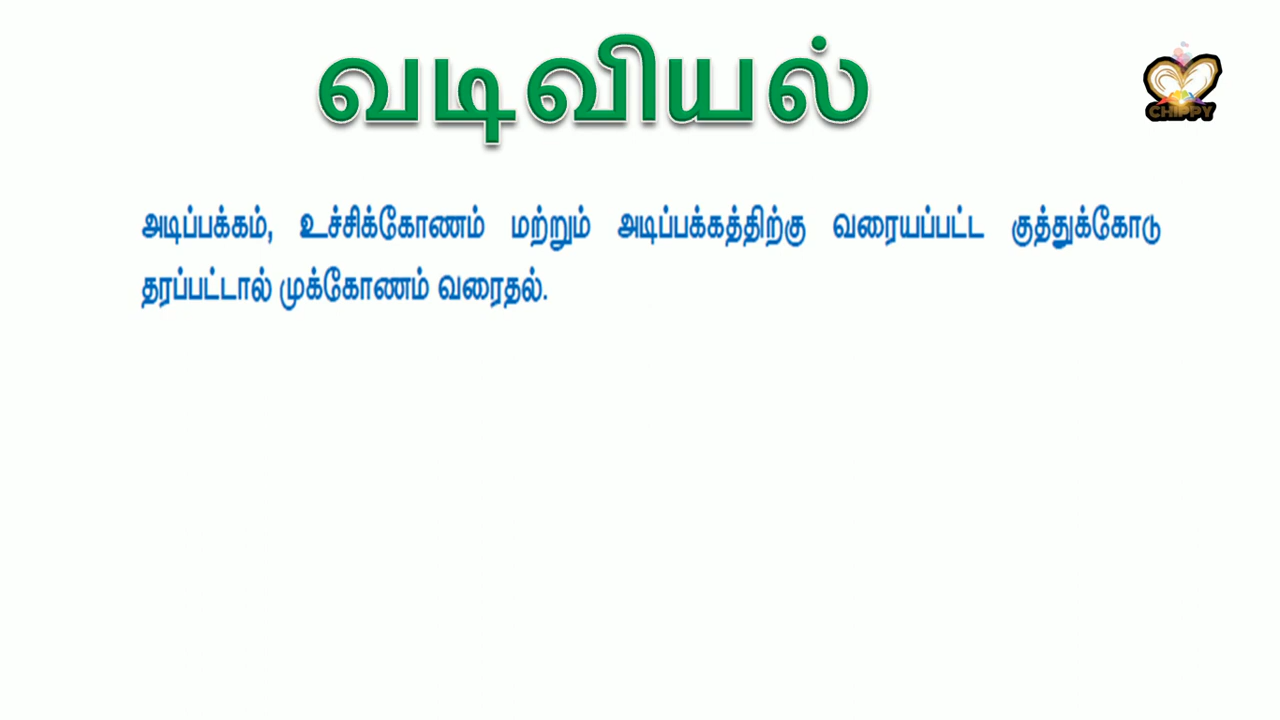 வடிவியல்
CHIPPY
அடிப்பக்கம், உச்சிக்கோணம் மற்றும் அடிப்பக்கத்திற்கு வரையப்பட்ட குத்துக்கோடு
தரப்பட்டால் முக்கோணம் வரைதல்.